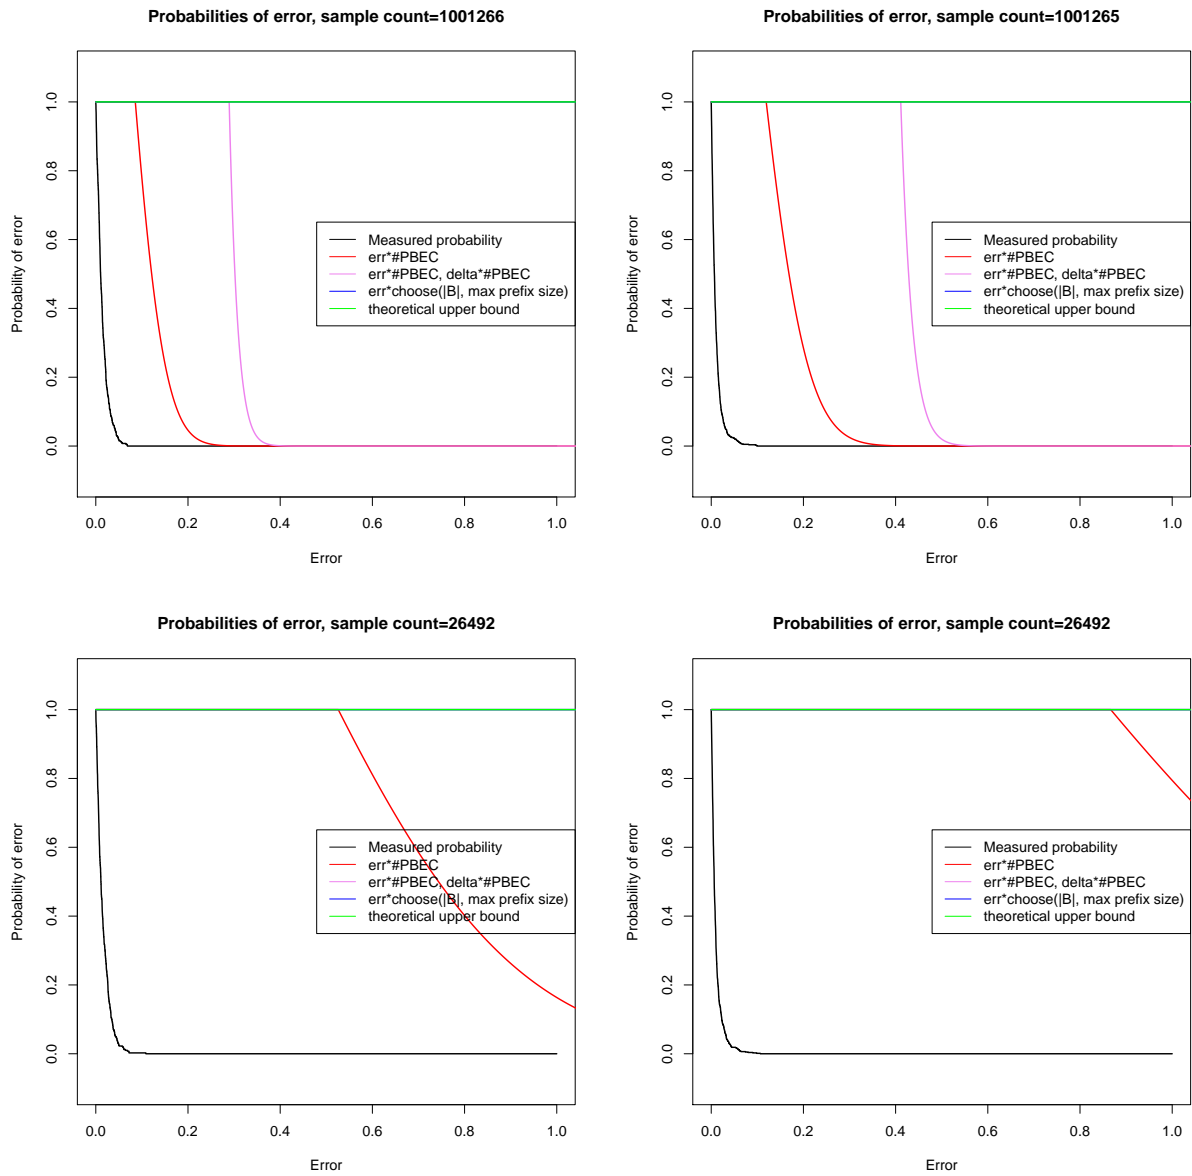 Probabilities of error, sample count=1001266
Probability of error
1.0
0.8
0.6
0.4
0.2
0.0
Measured probability
err*#PBEC
err*#PBEC, delta*#PBEC
err*choose(|B|, max prefix size)
theoretical upper bound
0.0 0.2 0.4 0.6 0.8 1.0
Error
Probabilities of error, sample count=1001265
Probability of error
1.0
0.8
0.6
0.4
0.2
0.0
Measured probability
err*#PBEC
err*#PBEC, delta*#PBEC
err*choose(|B|, max prefix size)
theoretical upper bound
0.0 0.2 0.4 0.6 0.8 1.0
Error
Probabilities of error, sample count=26492
Probability of error
1.0
0.8
0.6
0.4
0.2
0.0
Measured probability
err*#PBEC
err*#PBEC, delta*#PBEC
err*choose(|B|, max prefix size)
theoretical upper bound
0.0 0.2 0.4 0.6 0.8 1.0
Error
Probabilities of error, sample count=26492
Probability of error
1.0
0.8
0.6
0.4
0.2
0.0
Measured probability
err*#PBEC
err*#PBEC, delta*#PBEC
err*choose(|B|, max prefix size)
theoretical upper bound
0.0 0.2 0.4 0.6 0.8 1.0
Error